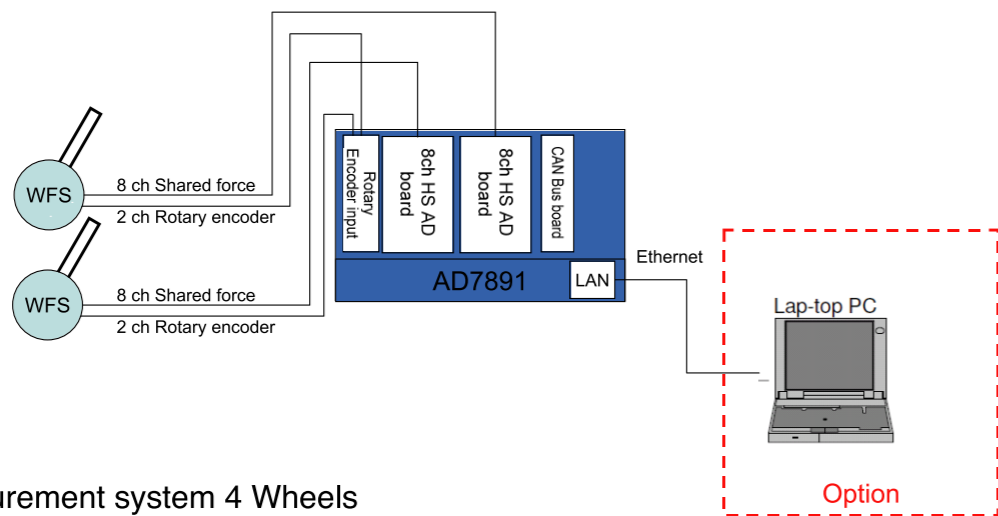 WFS
8 ch Shared force
2 ch Rotary encoder
WFS
8 ch Shared force
2 ch Rotary encoder
Rotary
Encoder input
8ch HS AD
board
8ch HS AD
board
CAN Bus board
AD7891
LAN
Ethernet
Lap-top PC
Option
urement system 4 Wheels